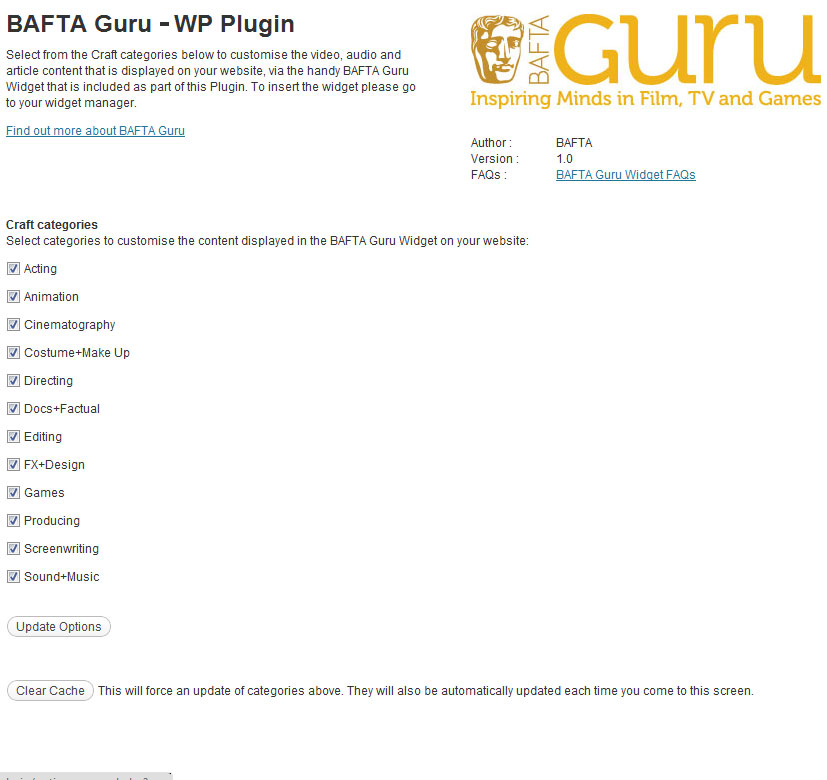 BAFTA Guru - WP Plugin
Select from the Craft categories below to customise the video, audio and
article content that is displayed on your website, via the handy BAFTA Guru
Widget that is included as part of this Plugin. To insert the widget please go
to your widget manager.
Find out more about BAFTA Guru
BAFTA
Guru
Inspiring Minds in Film, TV and Games
Author : BAFTA
Version : 1.0
FAQs : BAFTA Guru Widget FAQs
Craft categories
Select categories to customise the content displayed in the BAFTA Guru Widget on your website:
Acting
Animation
Cinematography
Costume+Make Up
Directing
Docs+Factual
Editing
FX+Design
Games
Producing
Screenwriting
Sound+Music
Update Options
Clear Cache This will force an update of categories above. They will also be automatically updated each time you come to this screen.